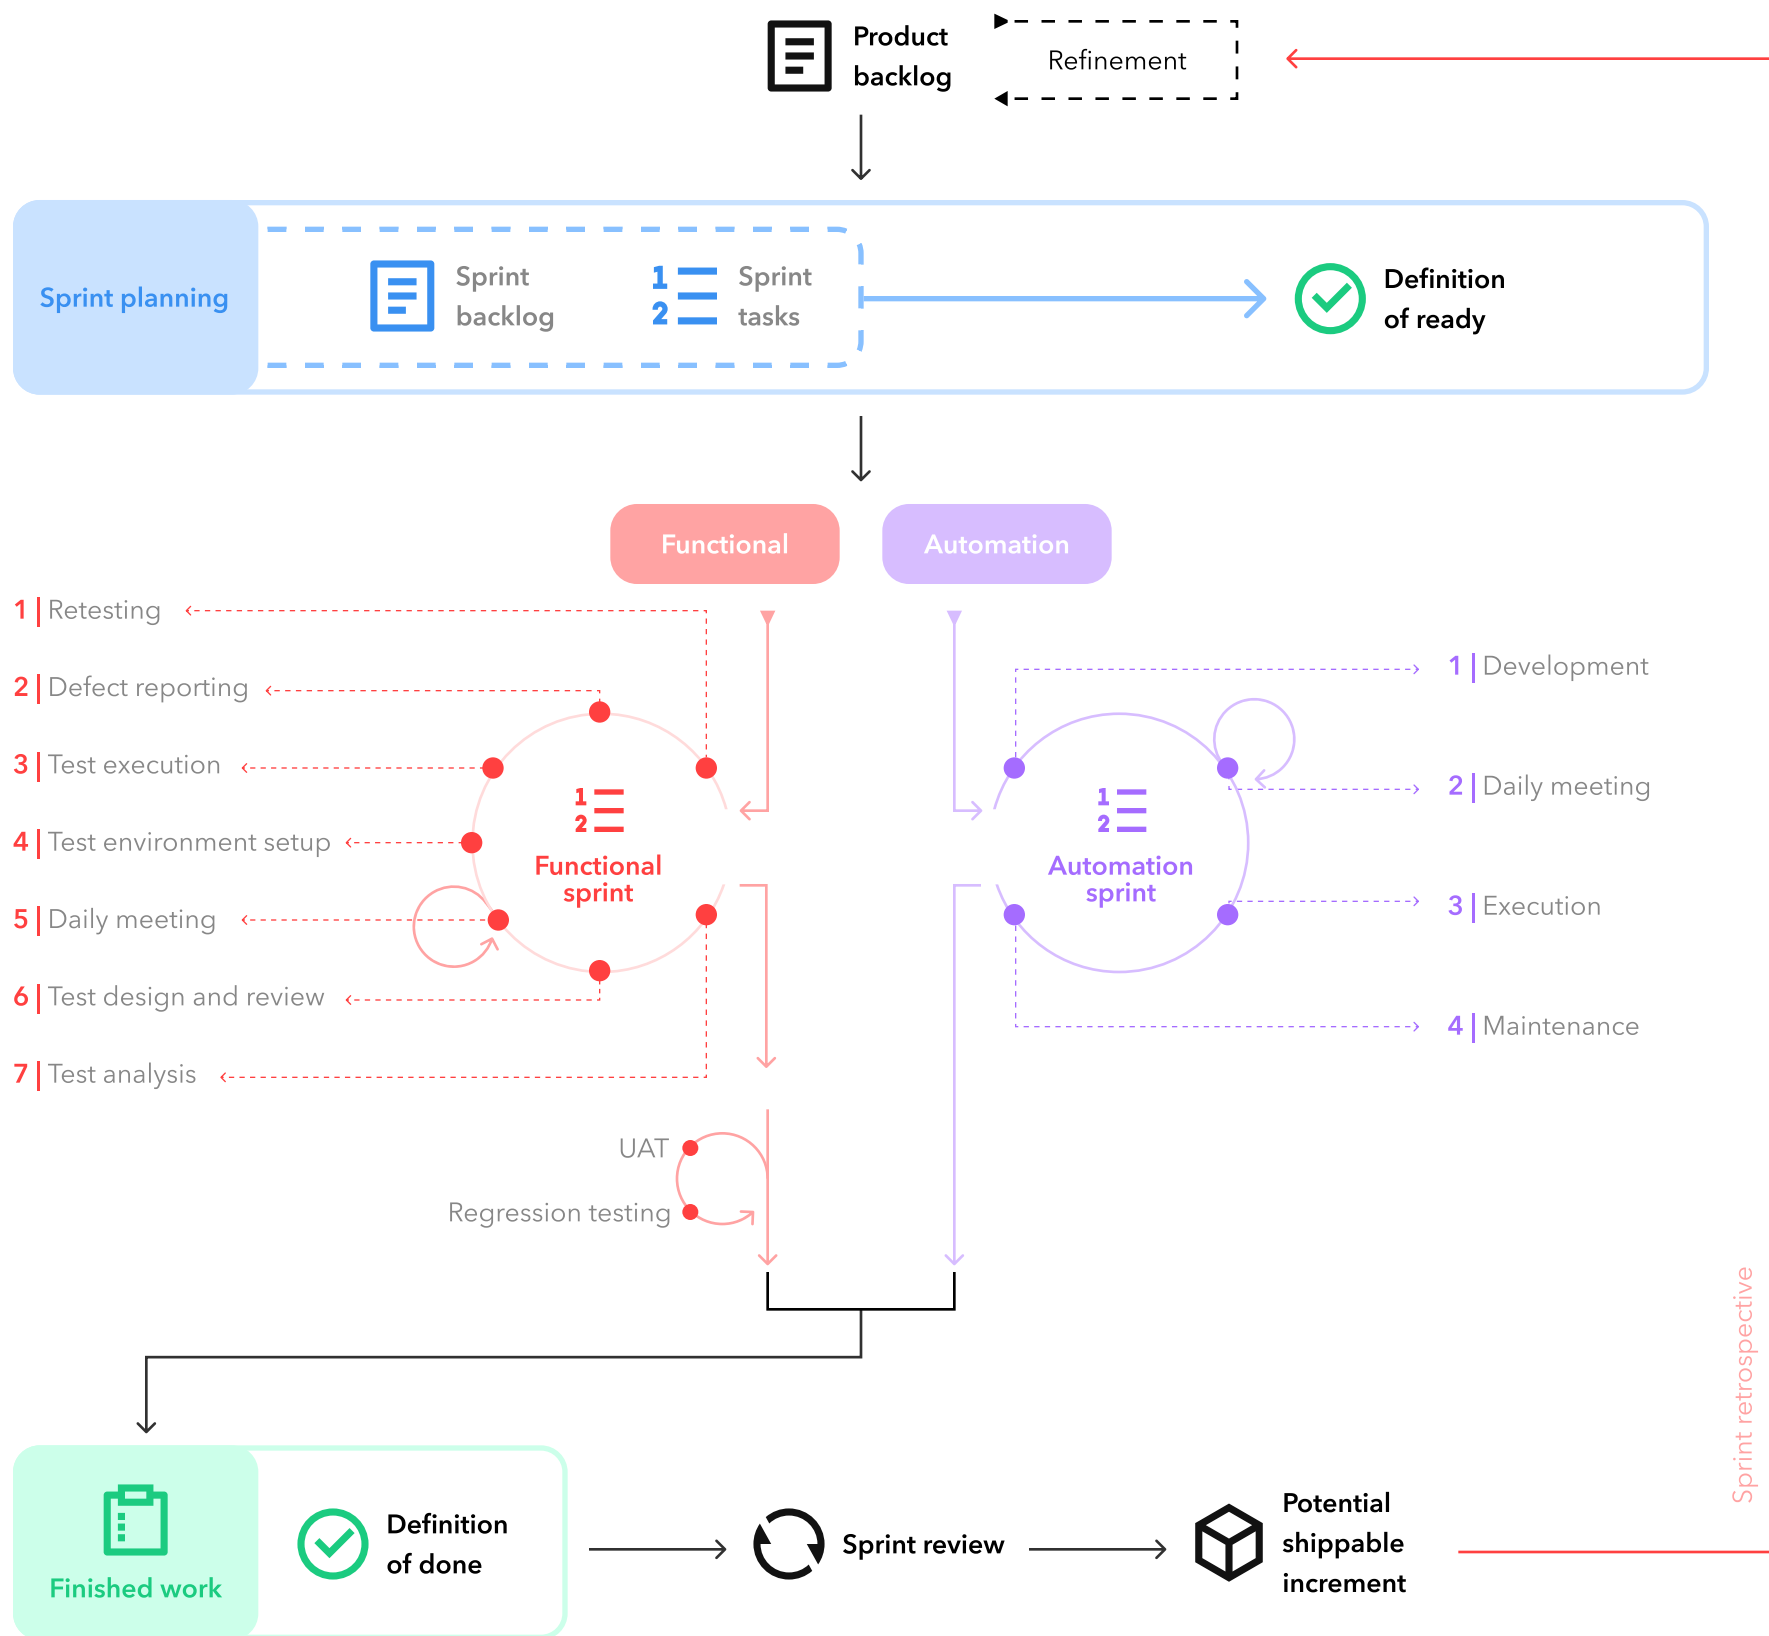 Product
backlog
Refinement
Sprint planning
Sprint
backlog
1
2
Sprint
tasks
Definition
of ready
Functional
Automation
1 Retesting
2 Defect reporting
3 Test execution
4 Test environment setup
5 Daily meeting
6 Test design and review
7 Test analysis
1
2
Functional
sprint
1
2
Automation
sprint
1 Development
2 Daily meeting
3 Execution
4 Maintenance
UAT
Regression testing
Sprint retrospective
Finished work
Definition
of done
Sprint review
Potential
shippable
increment